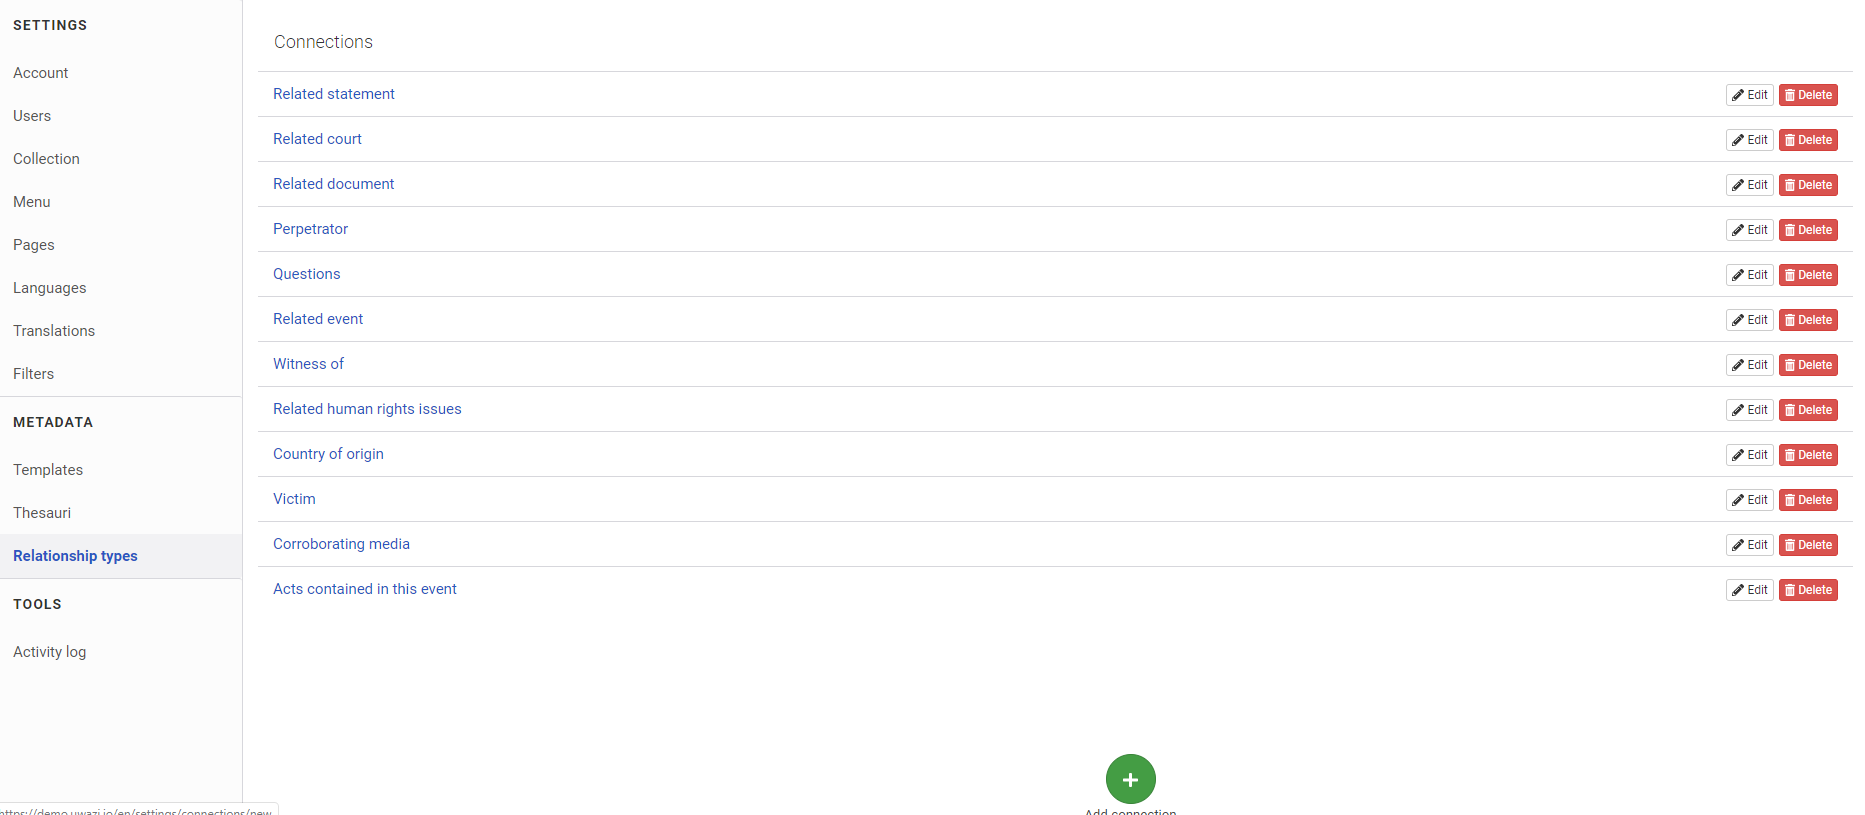 SETTINGS
Account
Users
Collection
Menu
Pages
Languages
Translations
Filters
METADATA
Templates
Thesauri
Relationship types
TOOLS
Activity log
Connections
Related statement Edit Delete
Related court Edit Delete
Related document Edit Delete
Perpetrator Edit Delete
Questions Edit Delete
Related event Edit Delete
Witness of Edit Delete
Related human rights issues Edit Delete
Country of origin Edit Delete
Victim Edit Delete
Corroborating media Edit Delete
Acts contained in this event Edit Delete
Add connection
https://demo.uwazi.io/en/settings/connections/new